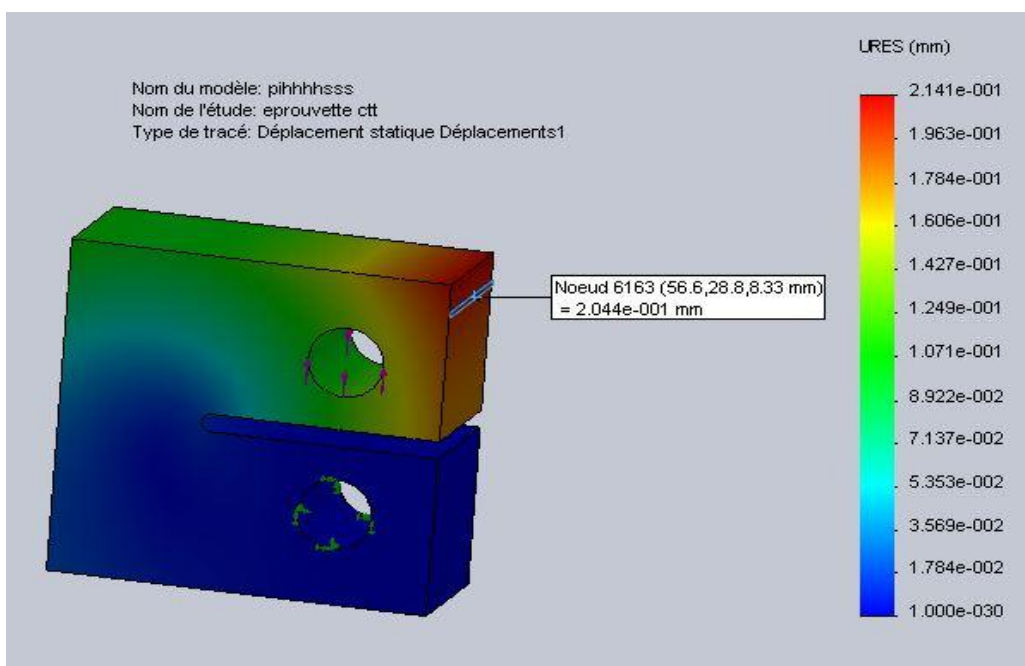 URES (mm)
Nom du modèle: pihhhhsss
Nom de l'étude: eprouvette ctt
Type de tracé: Déplacement statique Déplacements1
2.141e-001
1.963e-001
1.784e-001
1.606e-001
1.427e-001
1.249e-001
1.071e-001
8.922e-002
7.137e-002
5.353e-002
3.569e-002
1.784e-002
1.000e-030
Noeud 6163 (56.6,28.8,8.33 mm)
= 2.044e-001 mm